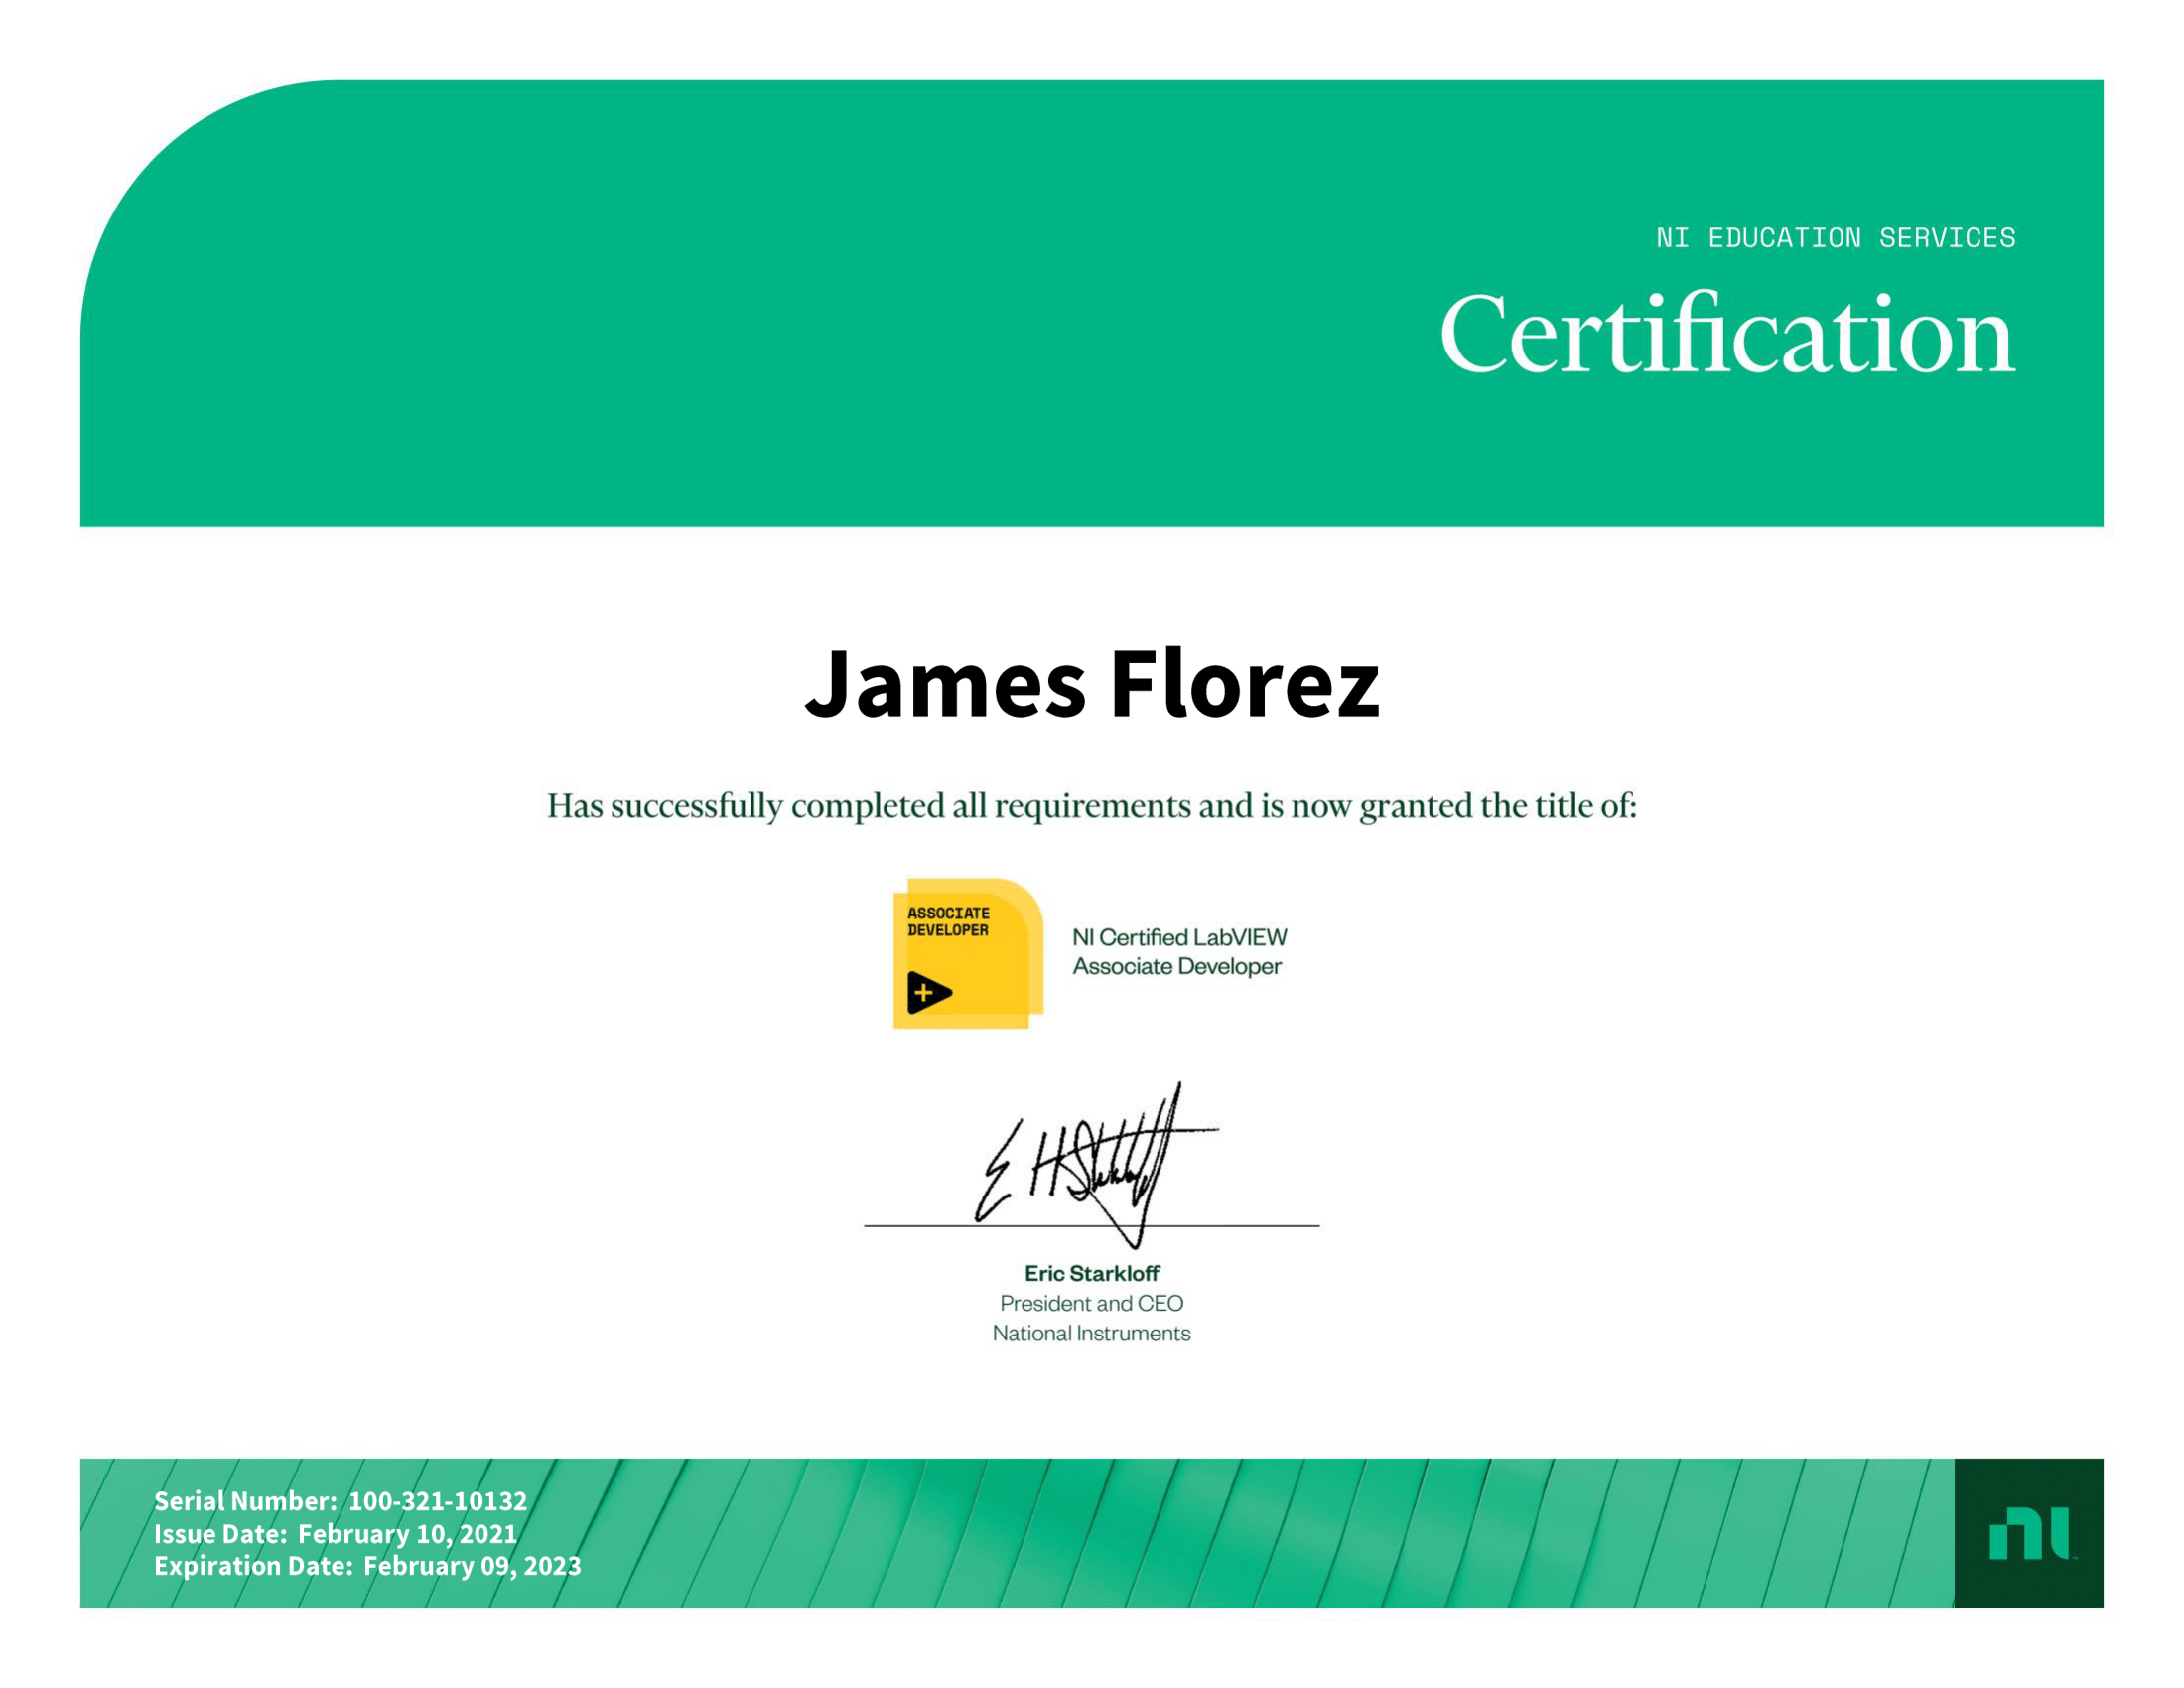 NI EDUCATION SERVICES
Certification
James Florez
Has successfully completed all requirements and is now granted the title of:
ASSOCIATE
DEVELOPER
NI Certified LabVIEW
Associate Developer
Eric Starkloff
President and CEO
National Instruments
Serial Number: 100-321-10132
Issue Date: February 10, 2021
Expiration Date: February 09, 2023
ni